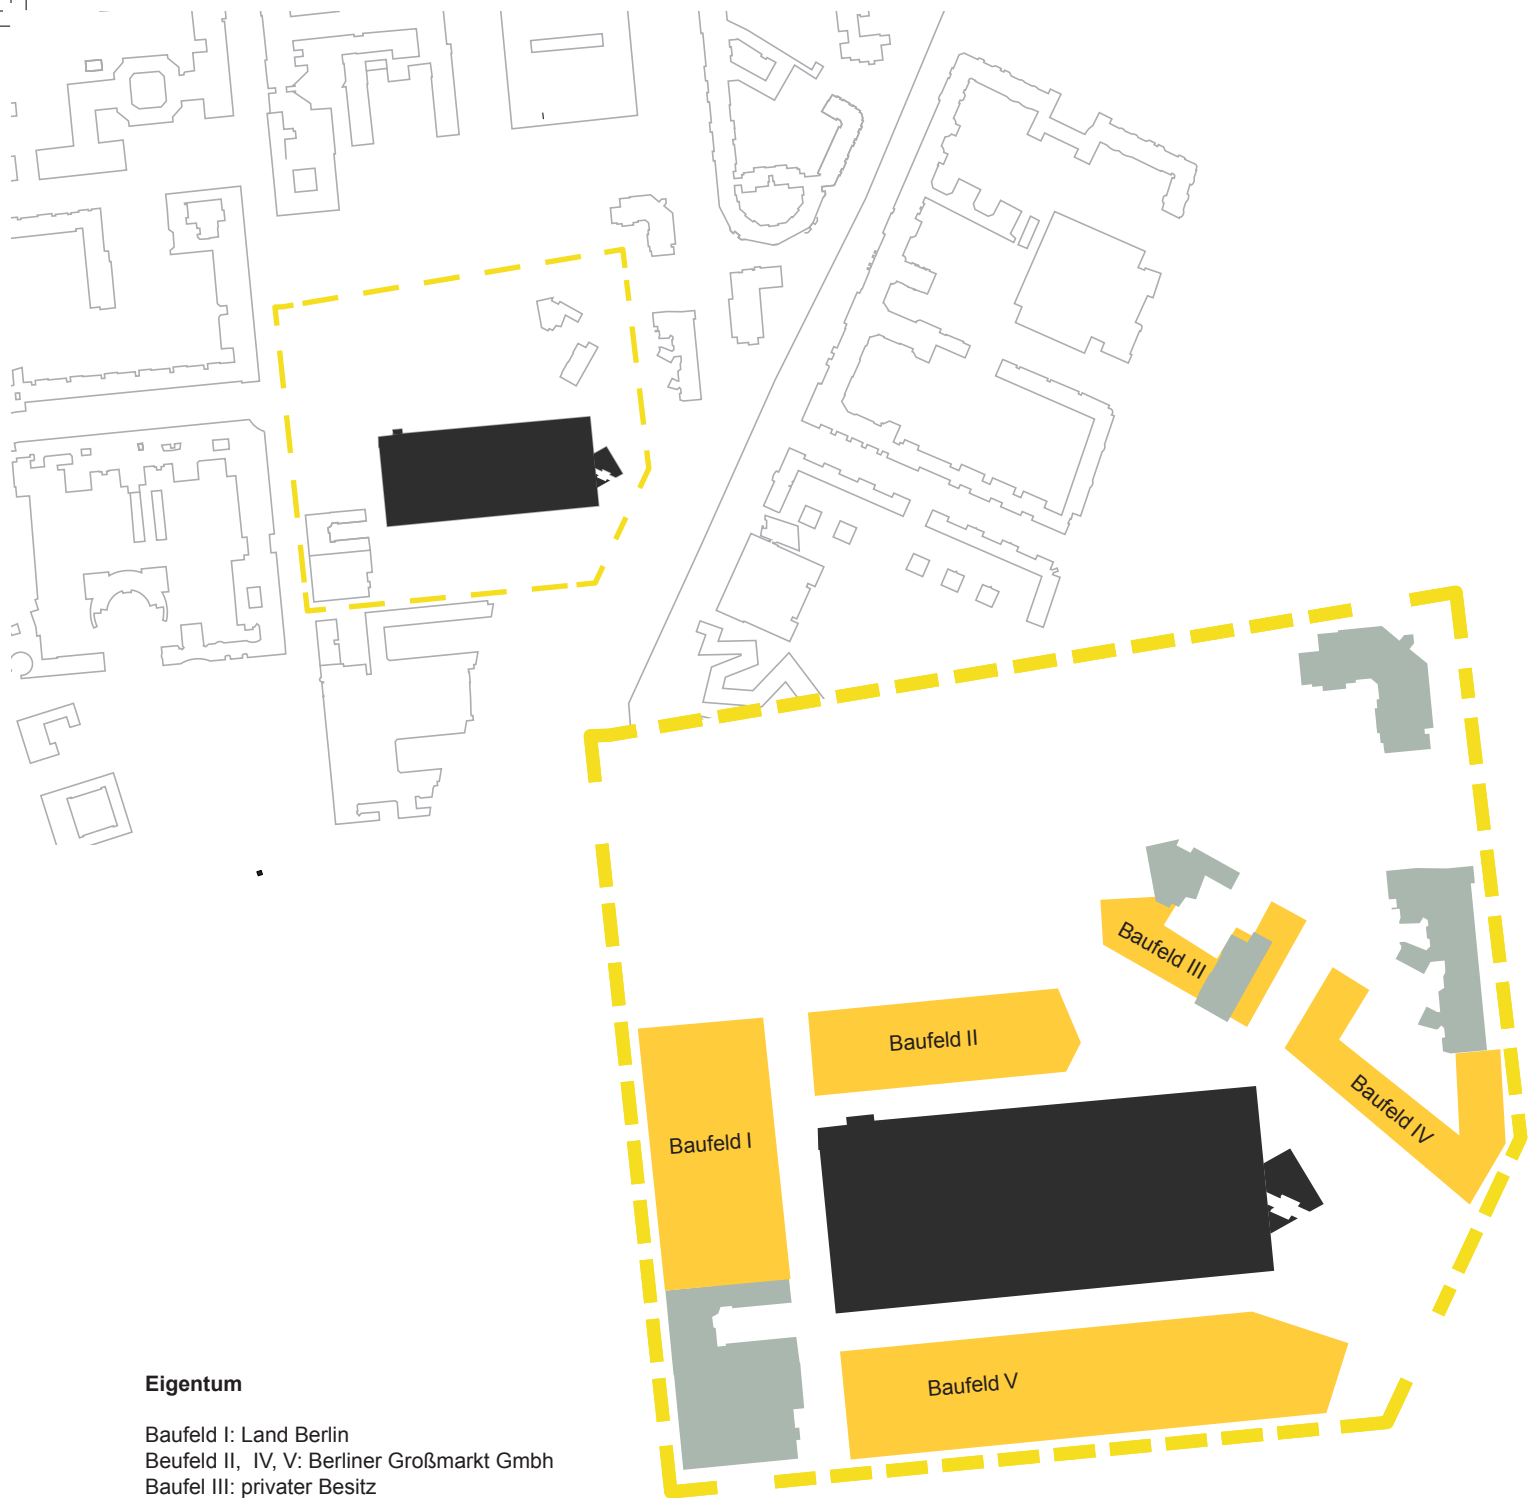 Baufeld III
Baufeld II
Baufeld IV
Baufeld I
Baufeld V
Eigentum
Baufeld I: Land Berlin
Beufeld II,  IV, V: Berliner Großmarkt Gmbh
Baufel III: privater Besitz